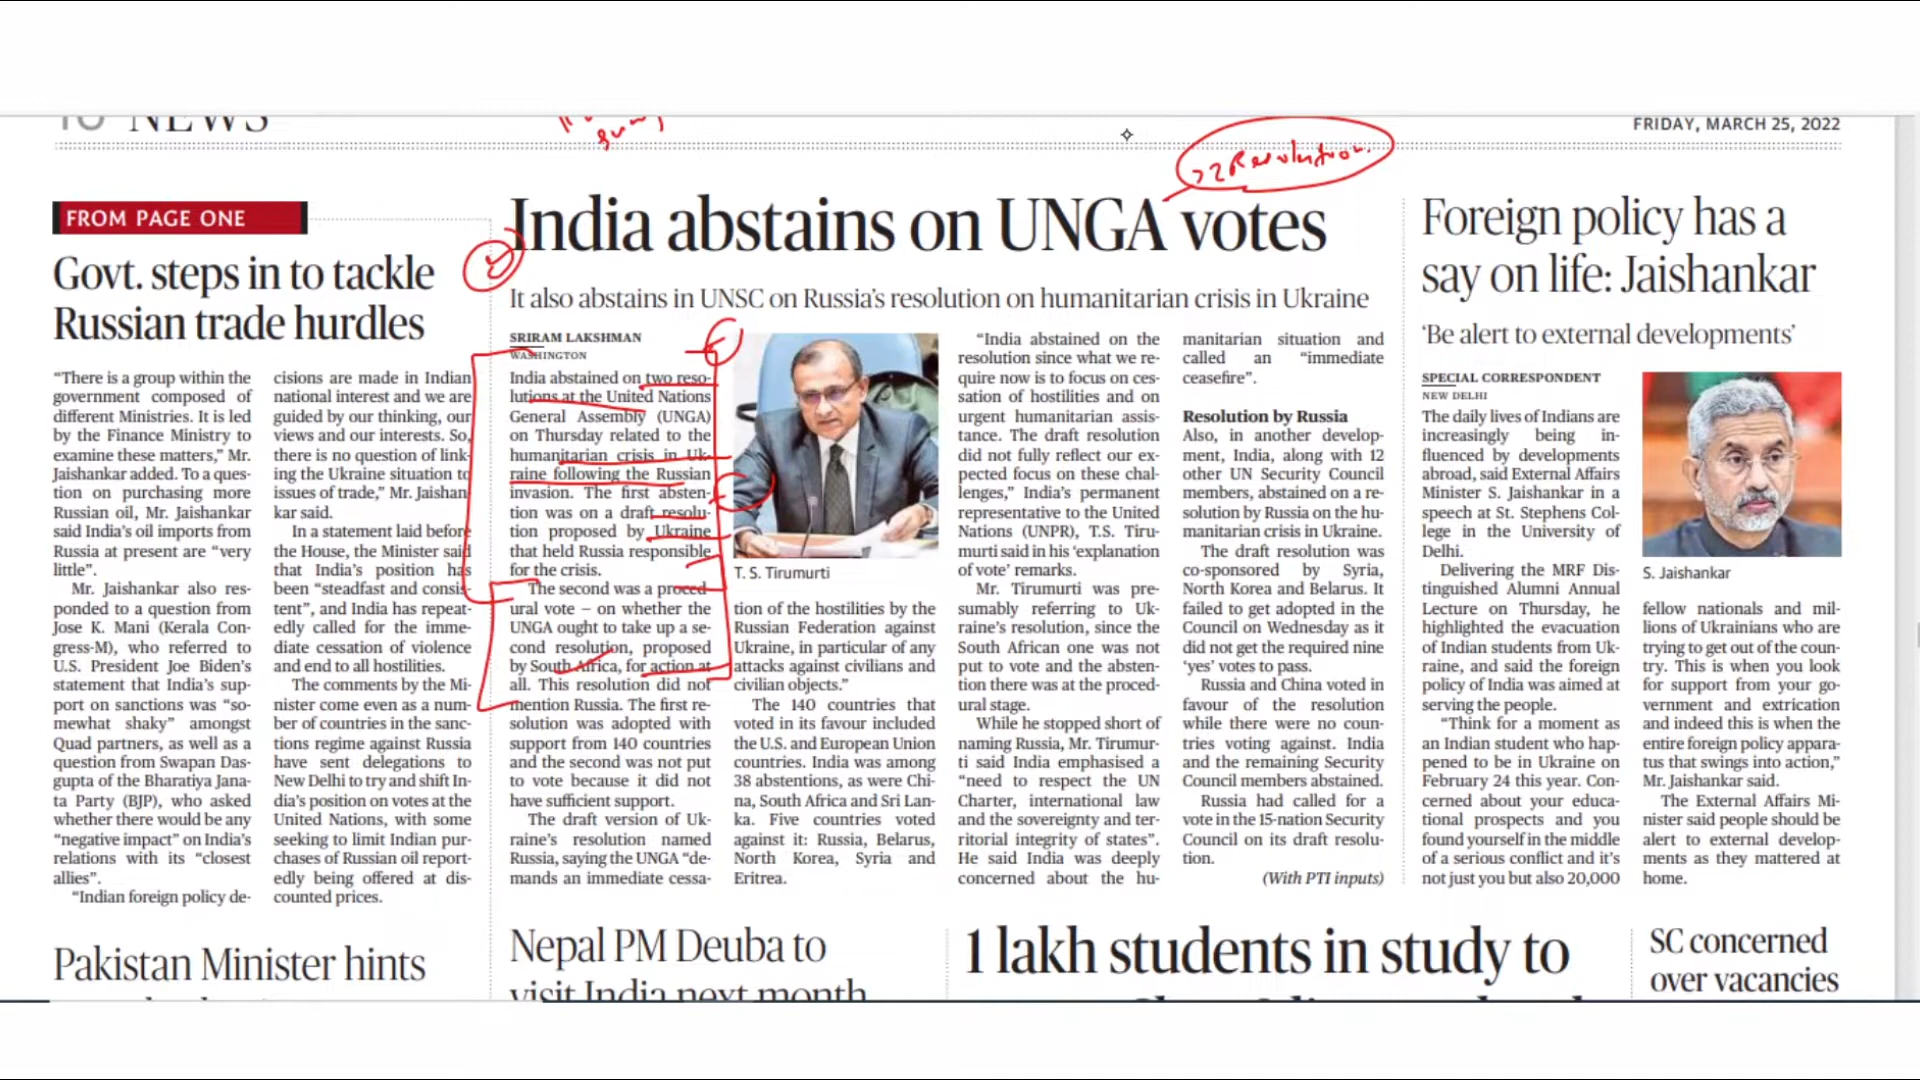 NEWS
FRIDAY, MARCH 25, 2022
2 Resolution
FROM PAGE ONE
Govt. steps in to tackle
Russian trade hurdles
“There is a group within the
government composed of
different Ministries. It is led
by the Finance Ministry to
examine these matters,” Mr.
Jaishankar added. To a ques-
tion on purchasing more
Russian oil, Mr. Jaishankar
said India’s oil imports from
Russia at present are “very
little”.
Mr. Jaishankar also res-
ponded to a question from
Jose K. Mani (Kerala Con-
gress-M), who referred to
U.S. President Joe Biden’s
statement that India’s sup-
port on sanctions was “so-
mewhat shaky” amongst
Quad partners, as well as a
question from Swapan Das-
gupta of the Bharatiya Jana-
ta Party (BJP), who asked
whether there would be any
“negative impact” on India’s
relations with its “closest
allies”.
“Indian foreign policy de-
cisions are made in Indian
national interest and we are
guided by our thinking, our
views and our interests. So,
there is no question of link-
ing the Ukraine situation to
issues of trade,” Mr. Jaishan-
kar said.
In a statement laid before
the House, the Minister said
that India’s position has
been “steadfast and consis-
tent”, and India has repeat-
edly called for the imme-
diate cessation of violence
and end to all hostilities.
The comments by the Mi-
nister come even as a num-
ber of countries in the sanc-
tions regime against Russia
have sent delegations to
New Delhi to try and shift In-
dia’s position on votes at the
United Nations, with some
seeking to limit Indian pur-
chases of Russian oil report-
edly being offered at dis-
counted prices.
India abstains on UNGA votes
It also abstains in UNSC on Russia’s resolution on humanitarian crisis in Ukraine
SRIRAM LAKSHMAN
WASHINGTON
India abstained on two reso-
lutions at the United Nations
General Assembly (UNGA)
on Thursday related to the
humanitarian crisis in Uk-
raine following the Russian
invasion. The first absten-
tion was on a draft resolu-
tion proposed by Ukraine
that held Russia responsible
for the crisis.
The second was a proced-
ural vote – on whether the
UNGA ought to take up a se-
cond resolution, proposed
by South Africa, for action at
all. This resolution did not
mention Russia. The first re-
solution was adopted with
support from 140 countries
and the second was not put
to vote because it did not
have sufficient support.
The draft version of Uk-
raine’s resolution named
Russia, saying the UNGA “de-
mands an immediate cessa-
T. S. Tirumurti
tion of the hostilities by the
Russian Federation against
Ukraine, in particular of any
attacks against civilians and
civilian objects.”
The 140 countries that
voted in its favour included
the U.S. and European Union
countries. India was among
38 abstentions, as were Chi-
na, South Africa and Sri Lan-
ka. Five countries voted
against it: Russia, Belarus,
North Korea, Syria and
Eritrea.
“India abstained on the
resolution since what we re-
quire now is to focus on ces-
sation of hostilities and on
urgent humanitarian assis-
tance. The draft resolution
did not fully reflect our ex-
pected focus on these chal-
lenges,” India’s permanent
representative to the United
Nations (UNPR), T.S. Tiru-
murti said in his ‘explanation
of vote’ remarks.
Mr. Tirumurti was pre-
sumably referring to Uk-
raine’s resolution, since the
South African one was not
put to vote and the absten-
tion there was at the proced-
ural stage.
While he stopped short of
naming Russia, Mr. Tirumur-
ti said India emphasised a
“need to respect the UN
Charter, international law
and the sovereignty and ter-
ritorial integrity of states”.
He said India was deeply
concerned about the hu-
manitarian situation and
called an “immediate
ceasefire”.
Resolution by Russia
Also, in another develop-
ment, India, along with 12
other UN Security Council
members, abstained on a re-
solution by Russia on the hu-
manitarian crisis in Ukraine.
The draft resolution was
co-sponsored by Syria,
North Korea and Belarus. It
failed to get adopted in the
Council on Wednesday as it
did not get the required nine
‘yes’ votes to pass.
Russia and China voted in
favour of the resolution
while there were no coun-
tries voting against. India
and the remaining Security
Council members abstained.
Russia had called for a
vote in the 15-nation Security
Council on its draft resolu-
tion.
(With PTI inputs)
Foreign policy has a
say on life: Jaishankar
‘Be alert to external developments’
SPECIAL CORRESPONDENT
NEW DELHI
The daily lives of Indians are
increasingly being in-
fluenced by developments
abroad, said External Affairs
Minister S. Jaishankar in a
speech at St. Stephens Col-
lege in the University of
Delhi.
Delivering the MRF Dis-
tinguished Alumni Annual
Lecture on Thursday, he
highlighted the evacuation
of Indian students from Uk-
raine, and said the foreign
policy of India was aimed at
serving the people.
“Think for a moment as
an Indian student who hap-
pened to be in Ukraine on
February 24 this year. Con-
cerned about your educa-
tional prospects and you
found yourself in the middle
of a serious conflict and it’s
not just you but also 20,000
S. Jaishankar
fellow nationals and mil-
lions of Ukrainians who are
trying to get out of the coun-
try. This is when you look
for support from your go-
vernment and extrication
and indeed this is when the
entire foreign policy appara-
tus that swings into action,”
Mr. Jaishankar said.
The External Affairs Mi-
nister said people should be
alert to external develop-
ments as they mattered at
home.
Pakistan Minister hints
Nepal PM Deuba to
visit India next month
1 lakh students in study to
SC concerned
over vacancies